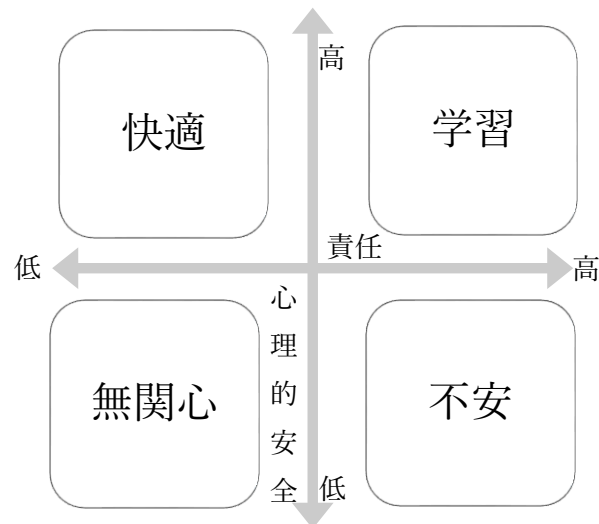 高
快適
学習
責任
低
高
心理的安全
無関心
不安
低